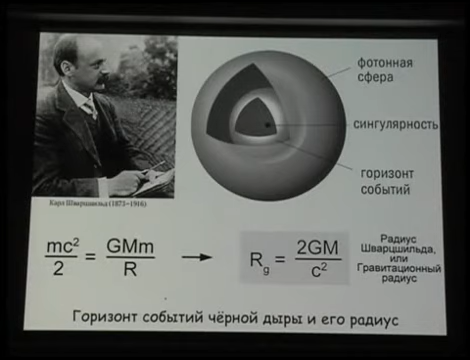 фотонная
сфера
сингулярность
горизонт
событий
Карл Шварцшильд (1873-1916)
mc²/2 = GMm/R → R_g = 2GM/c²
Радиус
Шварцшильда,
или
Гравитационный
радиус
Горизонт событий чёрной дыры и его радиус